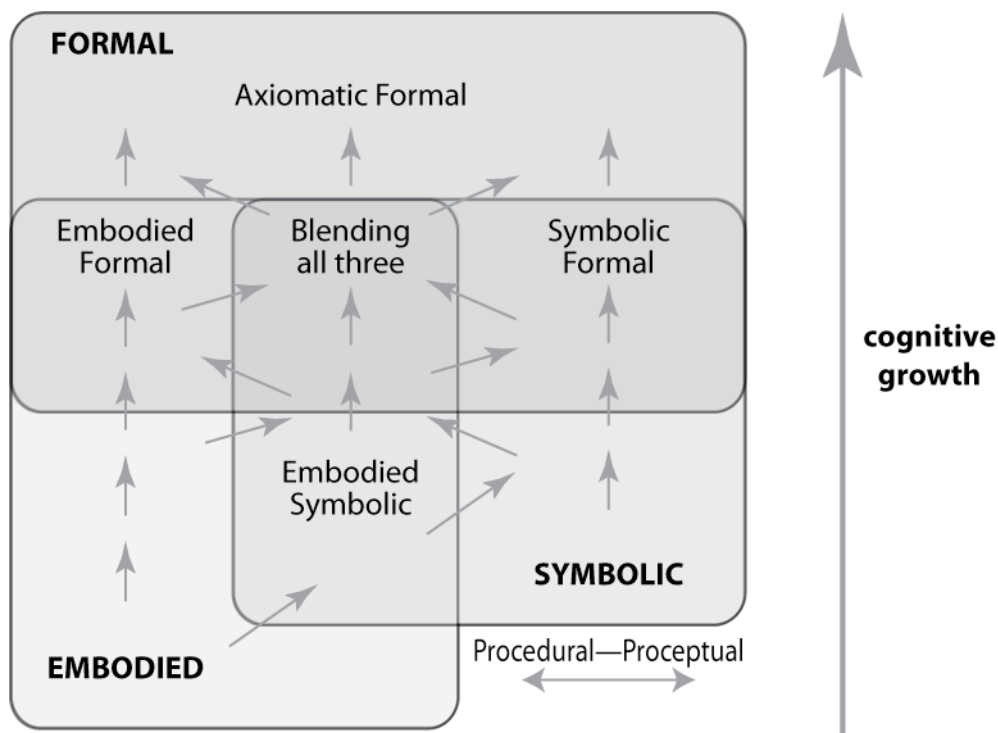 FORMAL
Axiomatic Formal
Embodied
Formal
Blending
all three
Symbolic
Formal
cognitive
growth
Embodied
Symbolic
SYMBOLIC
EMBODIED
Procedural—Proceptual